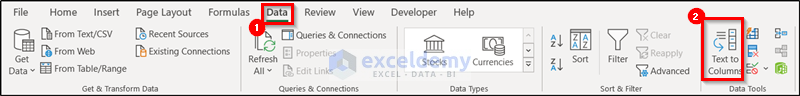 File Home Insert Page Layout Formulas Data Review View Developer Help
1
2
Get Data
From Text/CSV
From Web
From Table/Range
Recent Sources
Existing Connections
Get & Transform Data
Refresh All
Queries & Connections
Properties
Edit Links
Queries & Connections
Stocks
Currencies
Data Types
Sort
Filter
Clear
Reapply
Advanced
Sort & Filter
Text to
Columns
Data Tools
exceldemy
EXCEL - DATA - BI